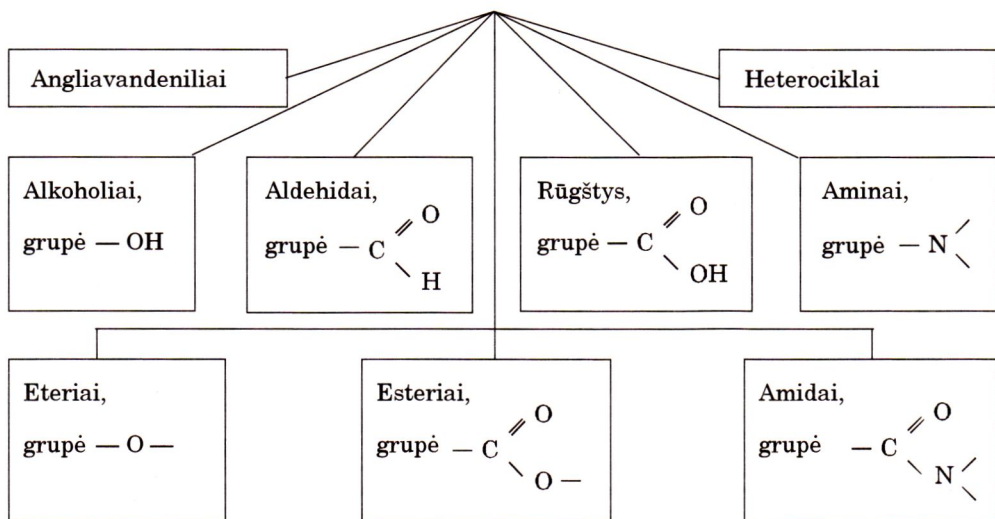 Angliavandeniliai
Heterociklai
Alkoholiai,
grupė — OH
Aldehidai,
O
grupė — C
H
Rūgštys,
O
grupė — C
OH
Aminai,
grupė — N
Eteriai,
grupė — O —
Esteriai,
O
grupė — C
O —
Amidai,
O
grupė — C
N